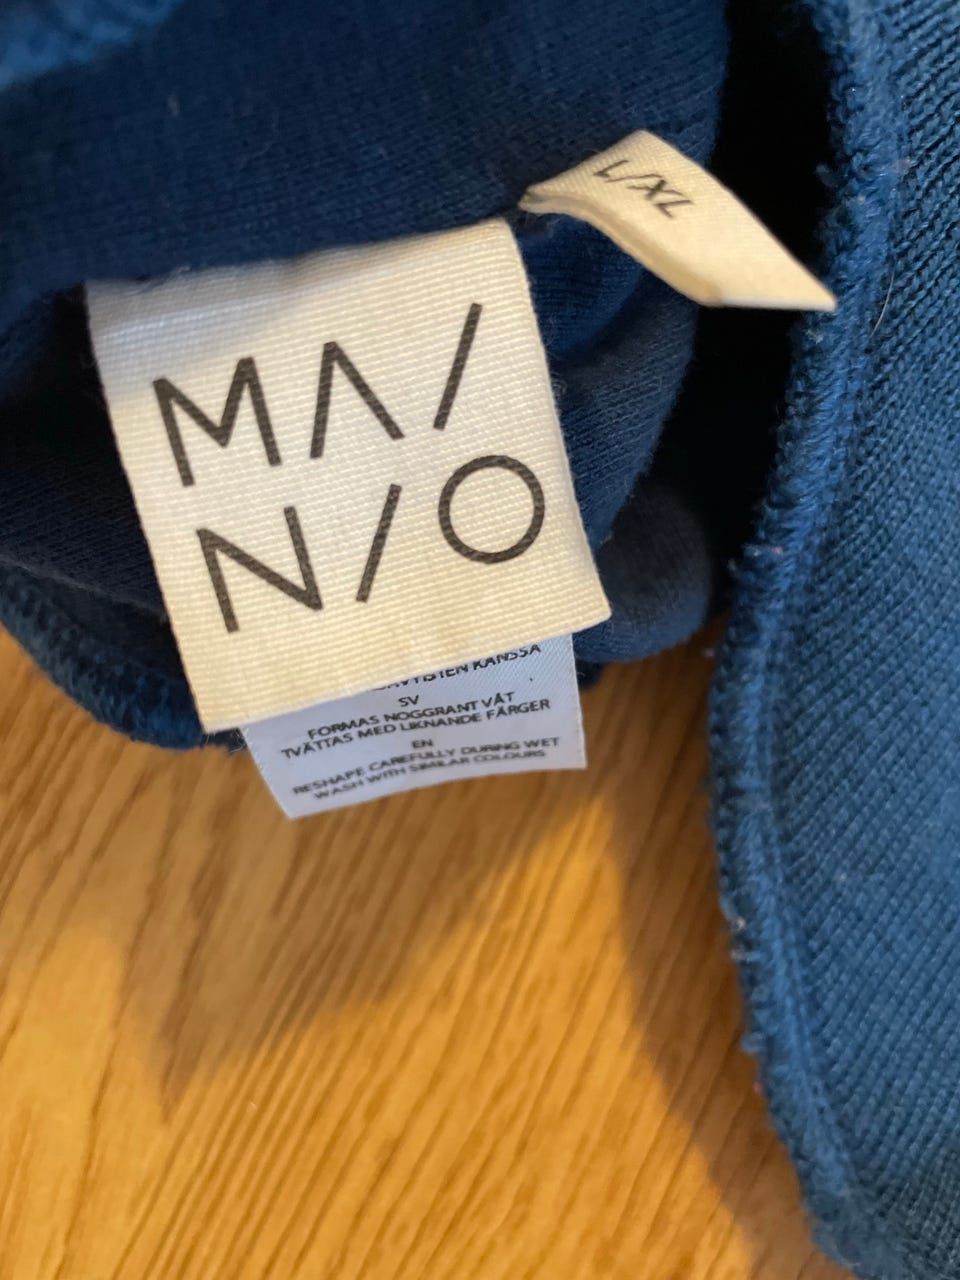 MA/
N/O
L/XL
KANSSA
SV
FORMAS NOGGRANT VÅT
TVÄTTAS MED LIKNANDE FÄRGER
EN
RESHAPE CAREFULLY DURING WET
WASH WITH SIMILAR COLOURS